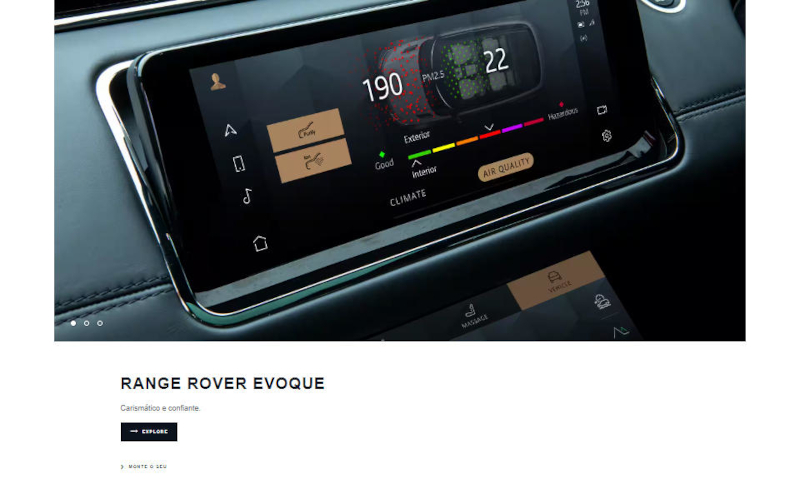 2:56
PM
190
PM2.5
22
Purify
Exterior
Hazardous
Good
Interior
AIR QUALITY
CLIMATE
VEHICLE
MASSAGE
RANGE ROVER EVOQUE
Carismático e confiante.
EXPLORE
MONTE O SEU